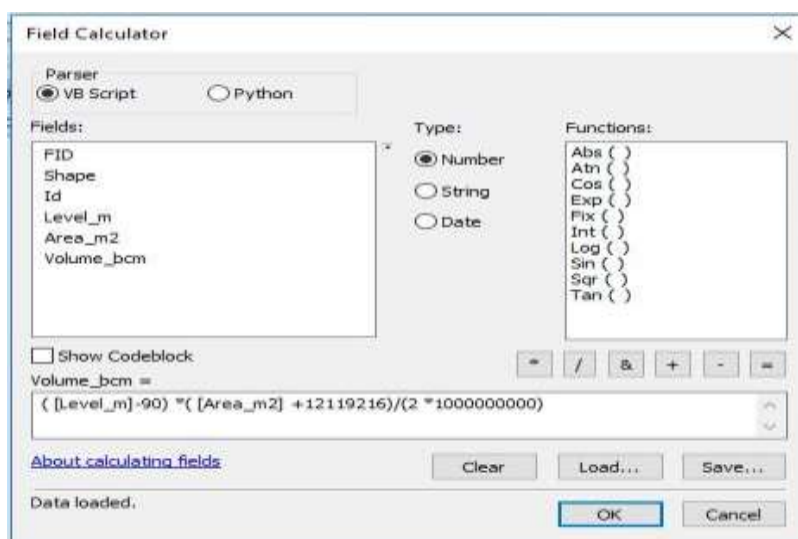 Field Calculator
Parser
VB Script Python
Fields:
FID
Shape
Id
Level_m
Area_m2
Volume_bcm
Type:
Number
String
Date
Functions:
Abs ( )
Atn ( )
Cos ( )
Exp ( )
Fix ( )
Int ( )
Log ( )
Sin ( )
Sqr ( )
Tan ( )
Show Codeblock
* / & + - =
Volume_bcm =
( [Level_m]-90) *( [Area_m2] +12119216)/(2 *1000000000)
About calculating fields
Clear Load... Save...
Data loaded.
OK Cancel